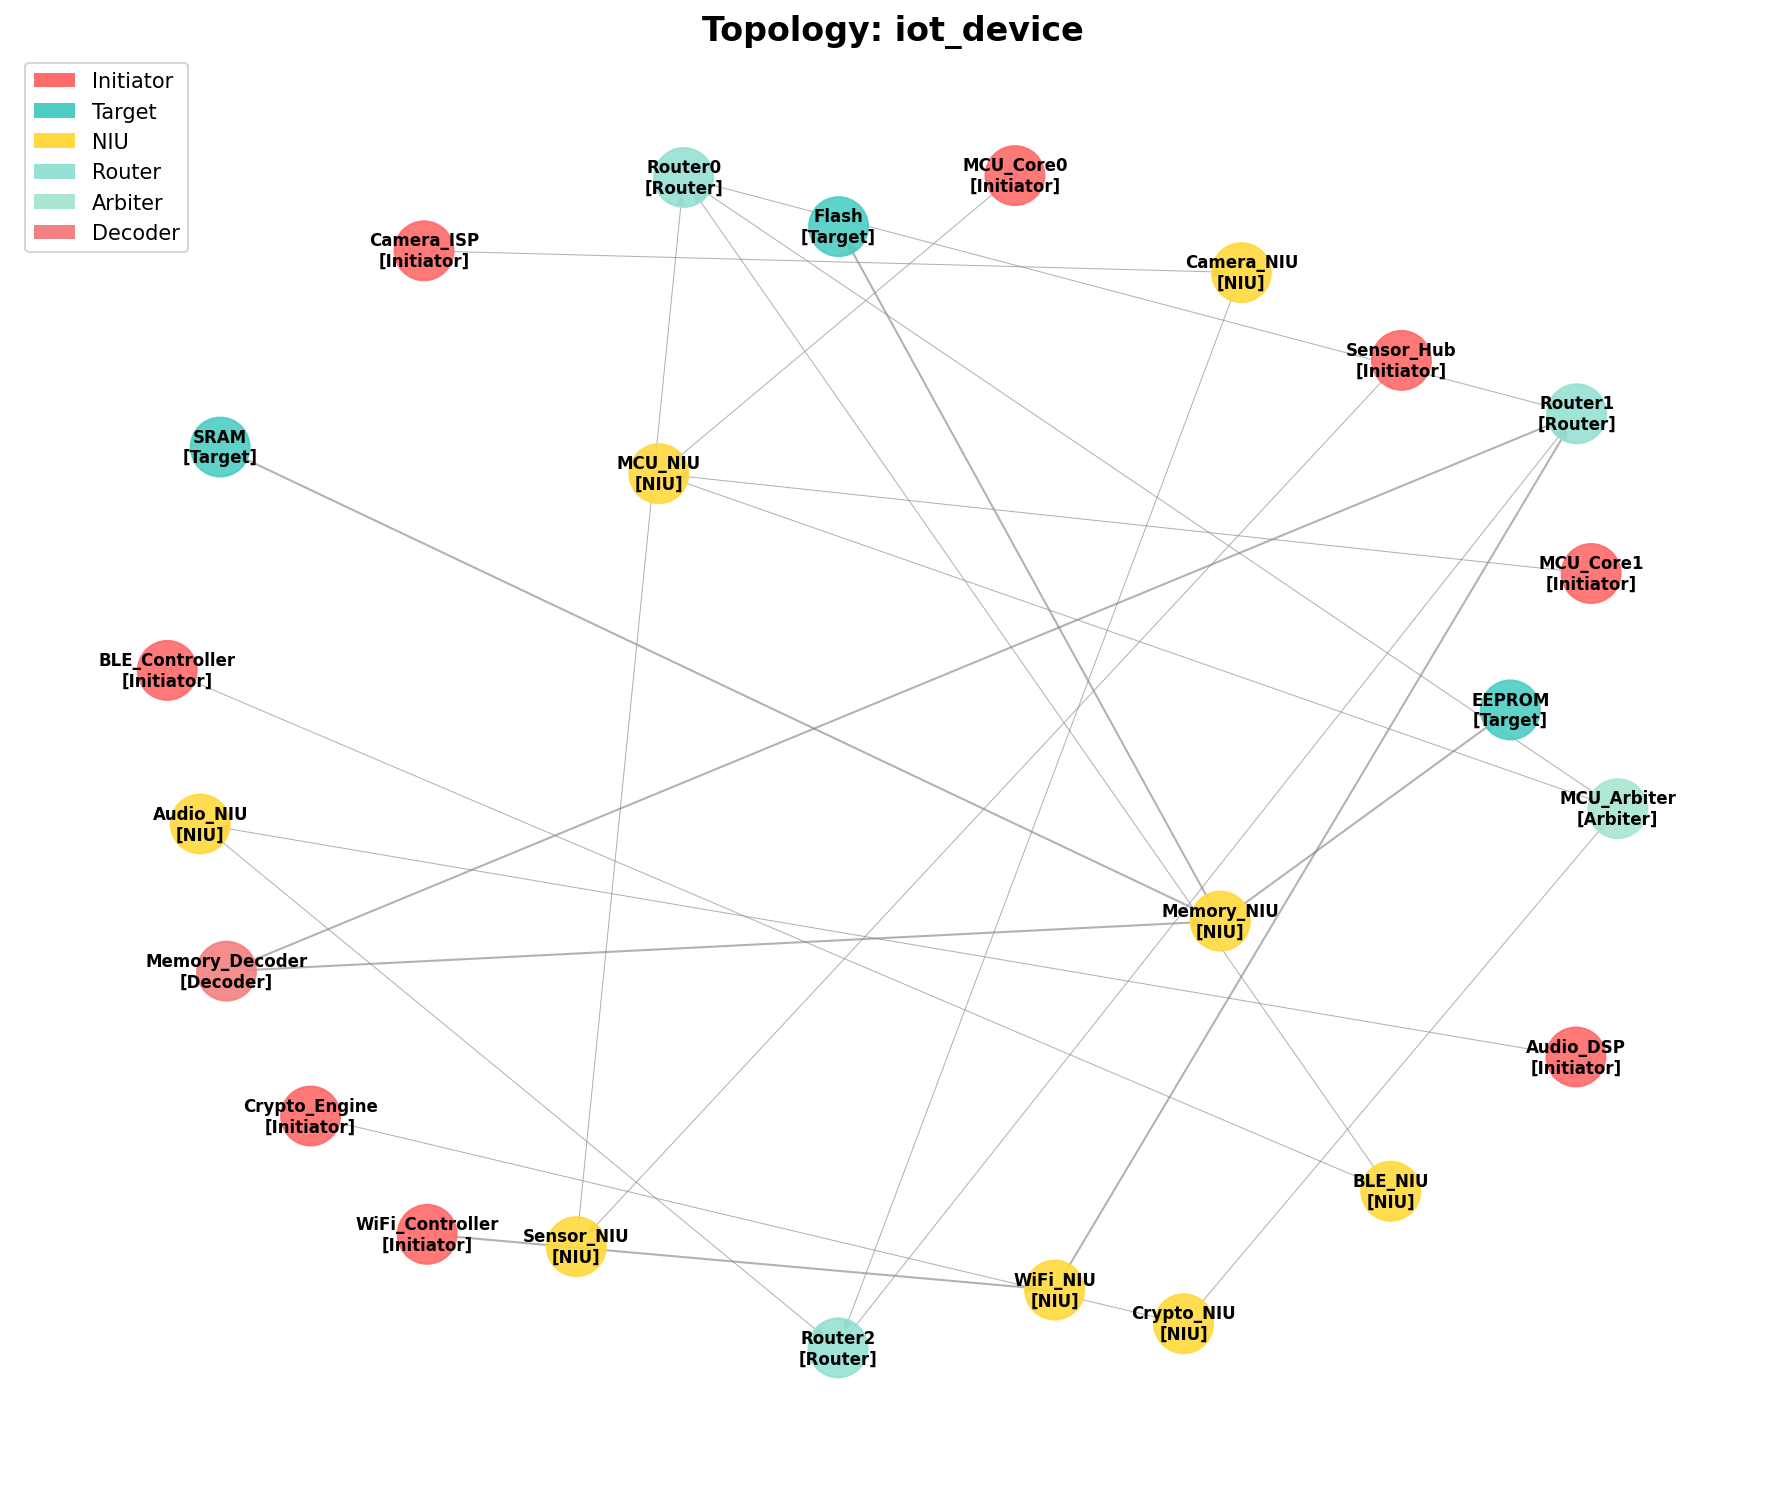 Topology: iot_device
Initiator
Target
NIU
Router
Arbiter
Decoder
Router0
[Router]
MCU_Core0
[Initiator]
Flash
[Target]
Camera_ISP
[Initiator]
Camera_NIU
[NIU]
Sensor_Hub
[Initiator]
Router1
[Router]
SRAM
[Target]
MCU_NIU
[NIU]
MCU_Core1
[Initiator]
BLE_Controller
[Initiator]
EEPROM
[Target]
MCU_Arbiter
[Arbiter]
Audio_NIU
[NIU]
Memory_NIU
[NIU]
Memory_Decoder
[Decoder]
Audio_DSP
[Initiator]
Crypto_Engine
[Initiator]
BLE_NIU
[NIU]
WiFi_Controller
[Initiator]
Sensor_NIU
[NIU]
WiFi_NIU
[NIU]
Crypto_NIU
[NIU]
Router2
[Router]